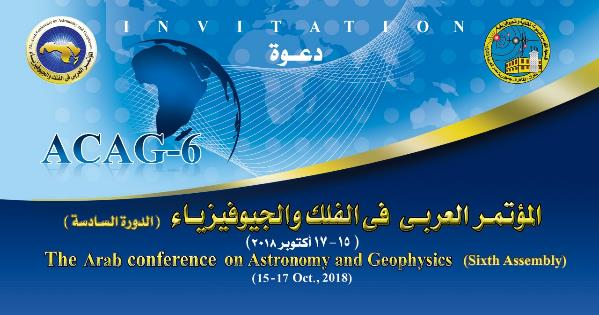 INVITATION
دعوة
ACAG-6
المؤتمر العربى فى الفلك والجيوفيزياء (الدورة السادسة)
(١٥-١٧ أكتوبر ٢٠١٨)
The Arab conference on Astronomy and Geophysics (Sixth Assembly)
(15-17 Oct., 2018)